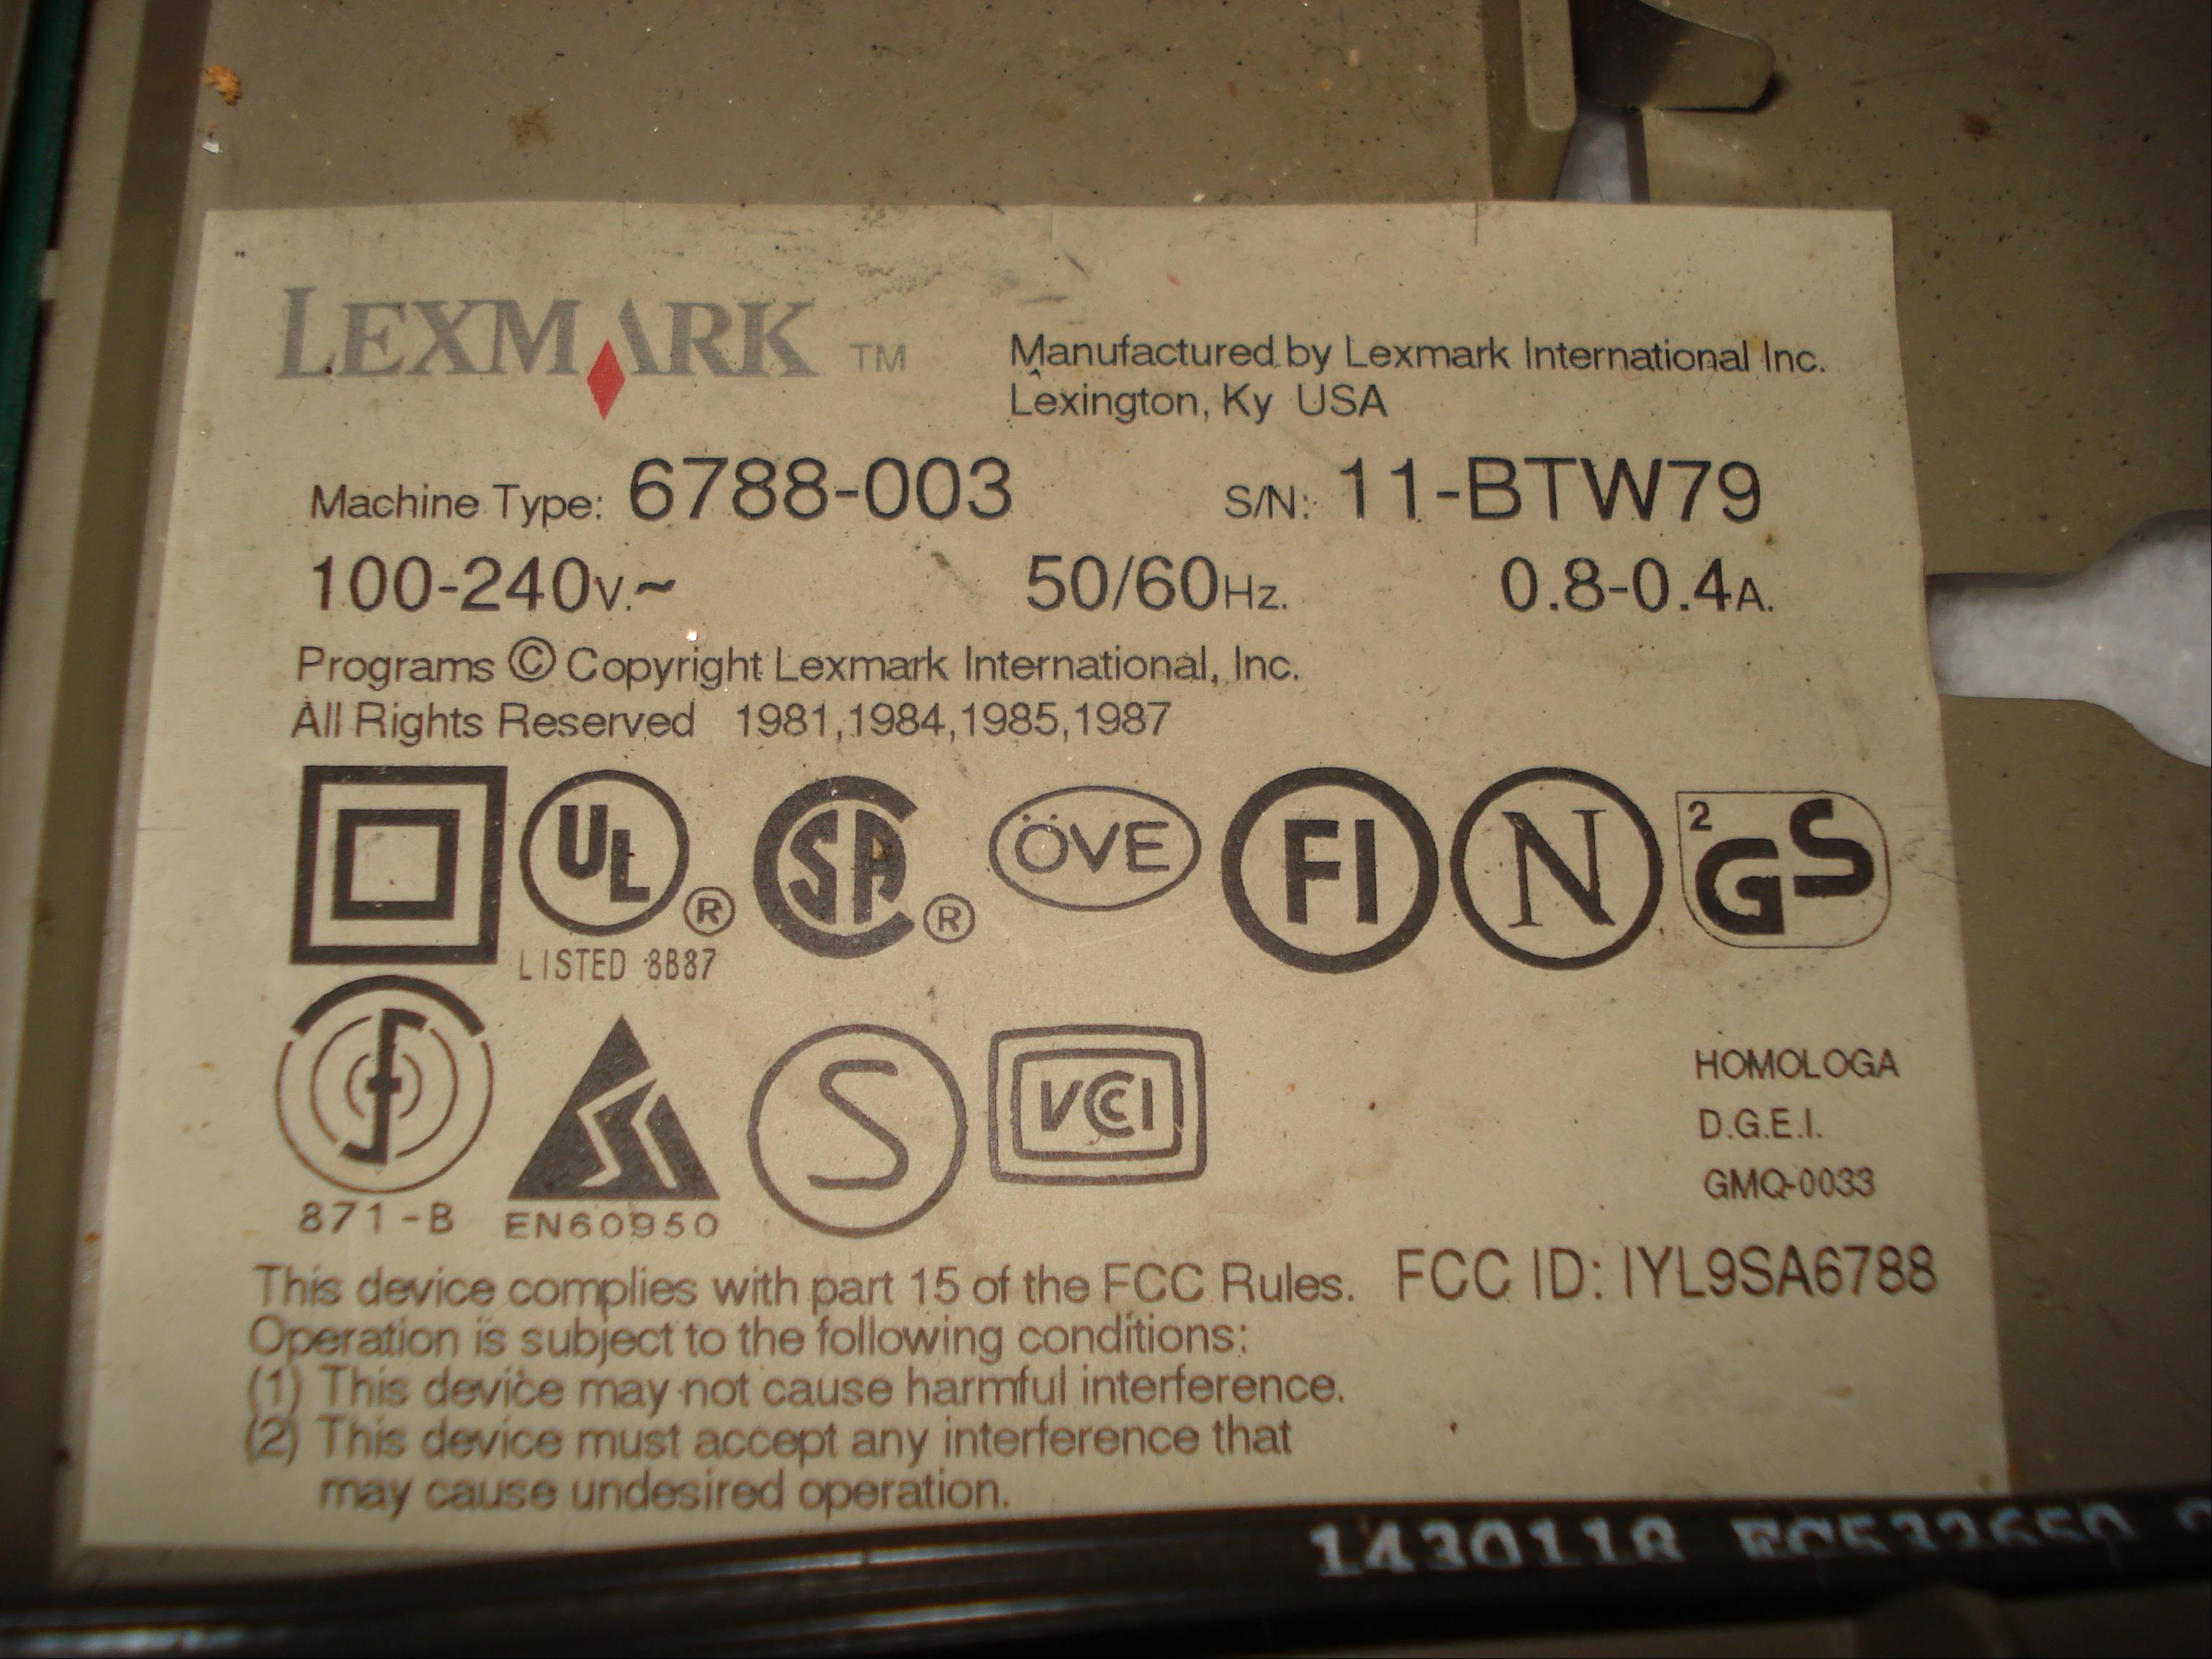 LEXMARK TM
Manufactured by Lexmark International Inc.
Lexington, Ky USA
Machine Type: 6788-003 S/N: 11-BTW79
100-240V.~ 50/60Hz. 0.8-0.4A.
Programs © Copyright Lexmark International, Inc.
All Rights Reserved 1981,1984,1985,1987
UL ® SA ® ÖVE FI N 2 GS
LISTED 8B87
S VCCI
871-B EN60950
HOMOLOGA
D.G.E.I.
GMQ-0033
This device complies with part 15 of the FCC Rules. FCC ID: IYL9SA6788
Operation is subject to the following conditions:
(1) This device may not cause harmful interference.
(2) This device must accept any interference that
may cause undesired operation.
1430118